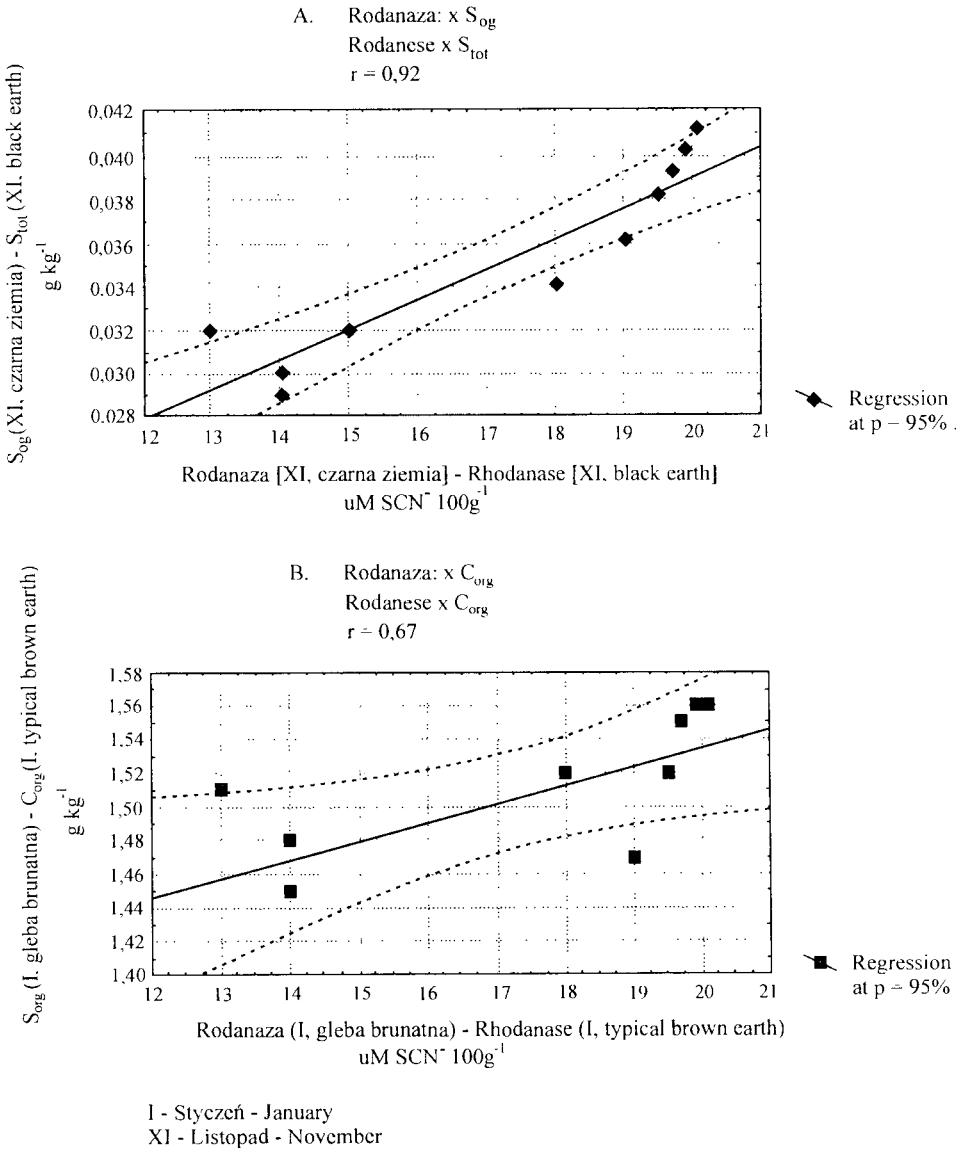 A. Rodanaza: x S_og
Rodanese x S_tot
r = 0,92
S_og (XI, czarna ziemia) - S_tot (XI. black earth)
g kg^-1
0,042
0,040
0,038
0,036
0,034
0,032
0,030
0,028
12 13 14 15 16 17 18 19 20 21
Rodanaza [XI, czarna ziemia] - Rhodanase [XI, black earth]
uM SCN^- 100g^-1
Regression
at p = 95% .
B. Rodanaza: x C_org
Rodanese x C_org
r = 0,67
S_org (I. gleba brunatna) - C_org (I. typical brown earth)
g kg^-1
1,58
1,56
1,54
1,52
1,50
1,48
1,46
1,44
1,42
1,40
12 13 14 15 16 17 18 19 20 21
Rodanaza (I, gleba brunatna) - Rhodanase (I, typical brown earth)
uM SCN^- 100g^-1
Regression
at p = 95%
I - Styczeń - January
XI - Listopad - November